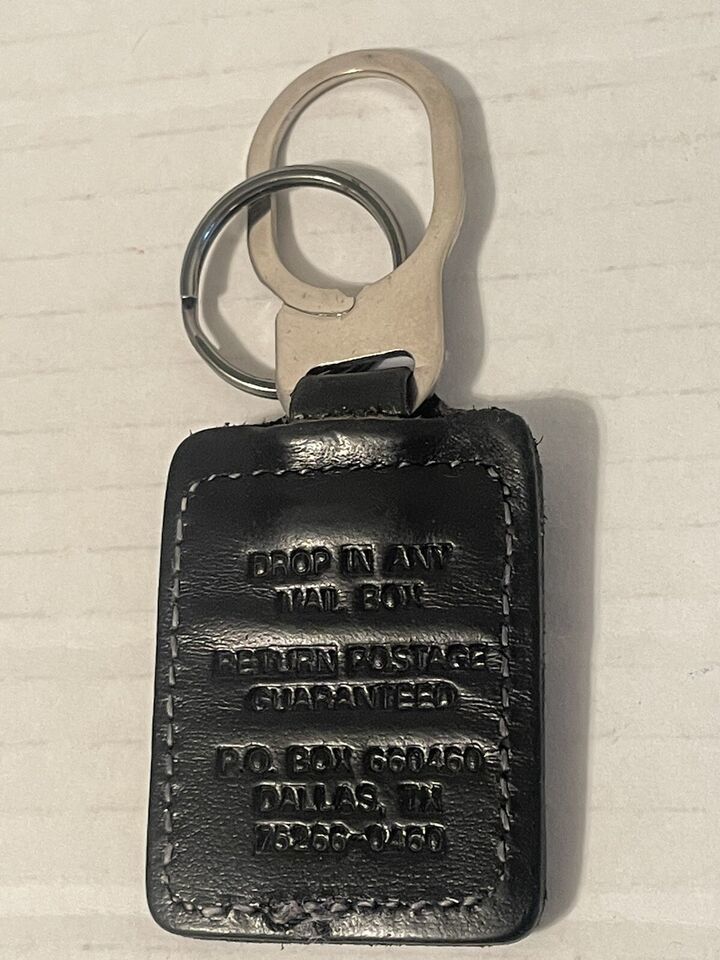 DROP IN ANY
MAIL BOX
RETURN POSTAGE
GUARANTEED
P.O. BOX 660460
DALLAS, TX
75266-0460